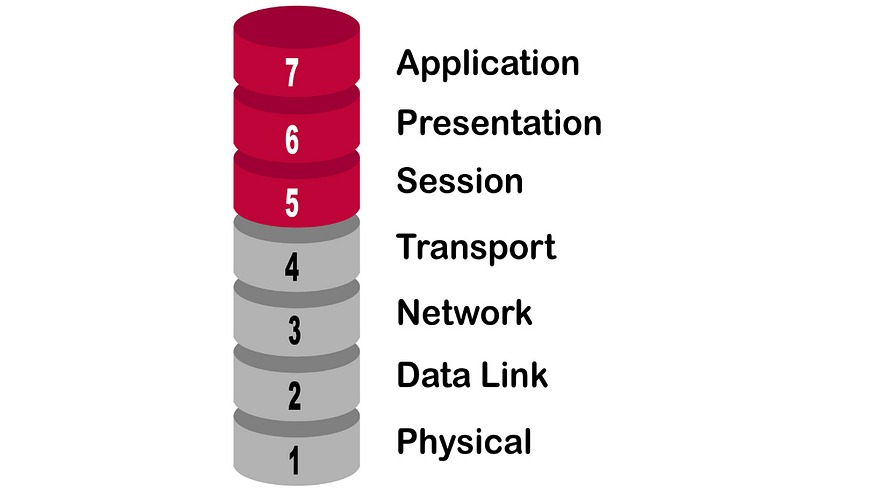 7 Application
6 Presentation
5 Session
4 Transport
3 Network
2 Data Link
1 Physical